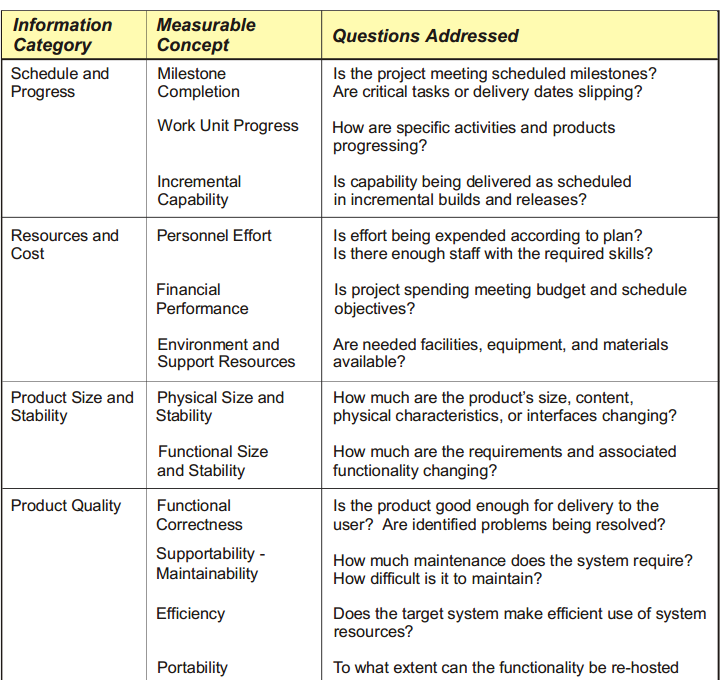 Information Category
Measurable Concept
Questions Addressed
Schedule and Progress
Milestone Completion
Is the project meeting scheduled milestones?
Are critical tasks or delivery dates slipping?
Work Unit Progress
How are specific activities and products
progressing?
Incremental Capability
Is capability being delivered as scheduled
in incremental builds and releases?
Resources and Cost
Personnel Effort
Is effort being expended according to plan?
Is there enough staff with the required skills?
Financial Performance
Is project spending meeting budget and schedule
objectives?
Environment and Support Resources
Are needed facilities, equipment, and materials
available?
Product Size and Stability
Physical Size and Stability
How much are the product's size, content,
physical characteristics, or interfaces changing?
Functional Size and Stability
How much are the requirements and associated
functionality changing?
Product Quality
Functional Correctness
Is the product good enough for delivery to the
user? Are identified problems being resolved?
Supportability - Maintainability
How much maintenance does the system require?
How difficult is it to maintain?
Efficiency
Does the target system make efficient use of system
resources?
Portability
To what extent can the functionality be re-hosted